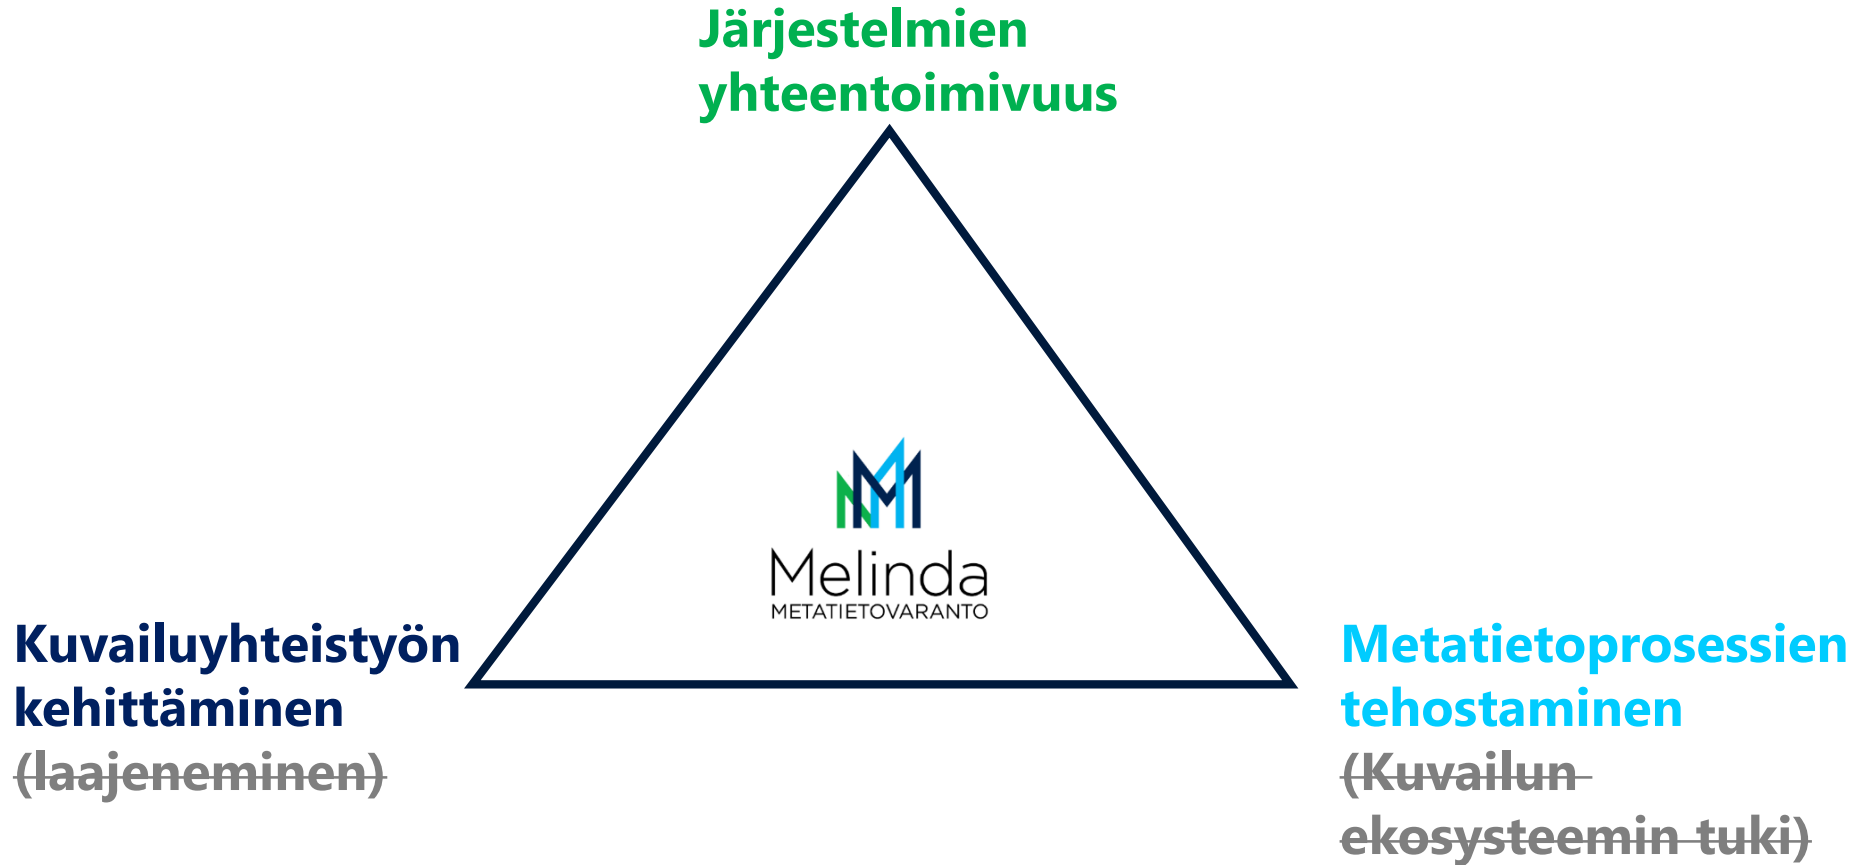 Järjestelmien
yhteentoimivuus
Melinda
METATIETOVARANTO
Kuvailuyhteistyön
kehittäminen
(laajeneminen)
Metatietoprosessien
tehostaminen
(Kuvailun
ekosysteemin tuki)